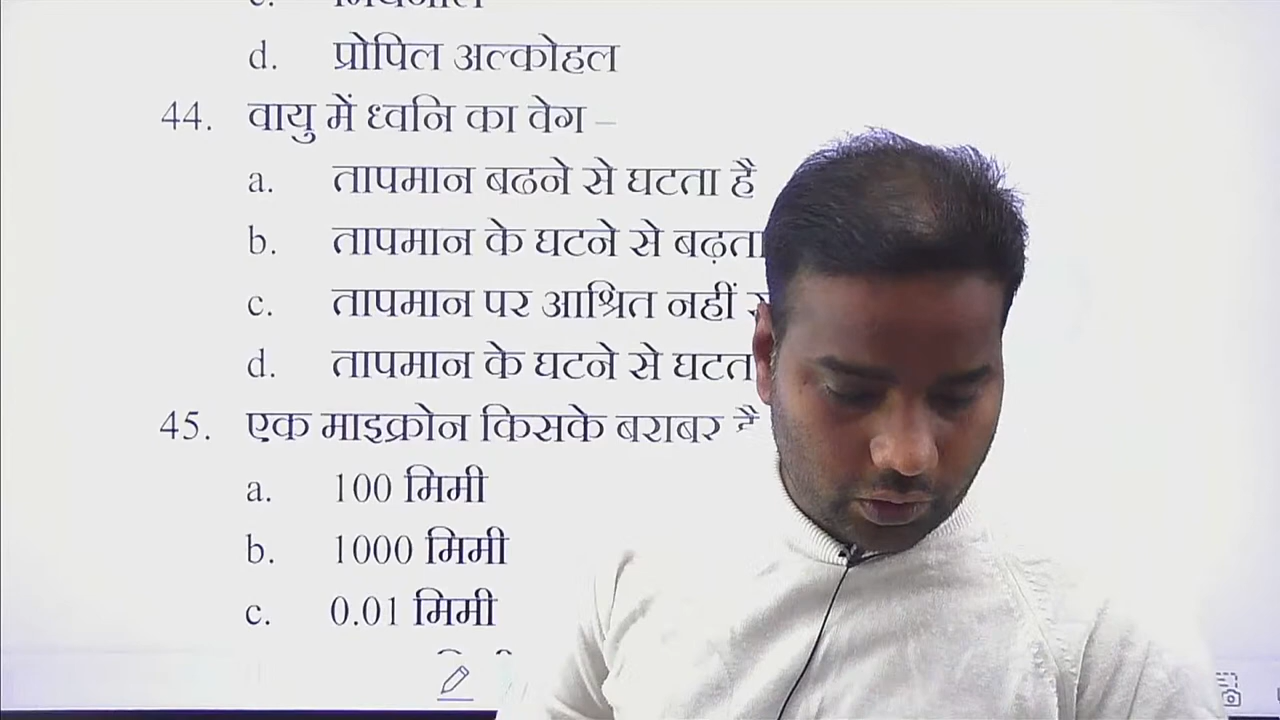 d. प्रोपिल अल्कोहल
44. वायु में ध्वनि का वेग –
a. तापमान बढने से घटता है
b. तापमान के घटने से बढ़ता
c. तापमान पर आश्रित नहीं
d. तापमान के घटने से
45. एक माइक्रोन किसके बराबर है
a. 100 मिमी
b. 1000 मिमी
c. 0.01 मिमी